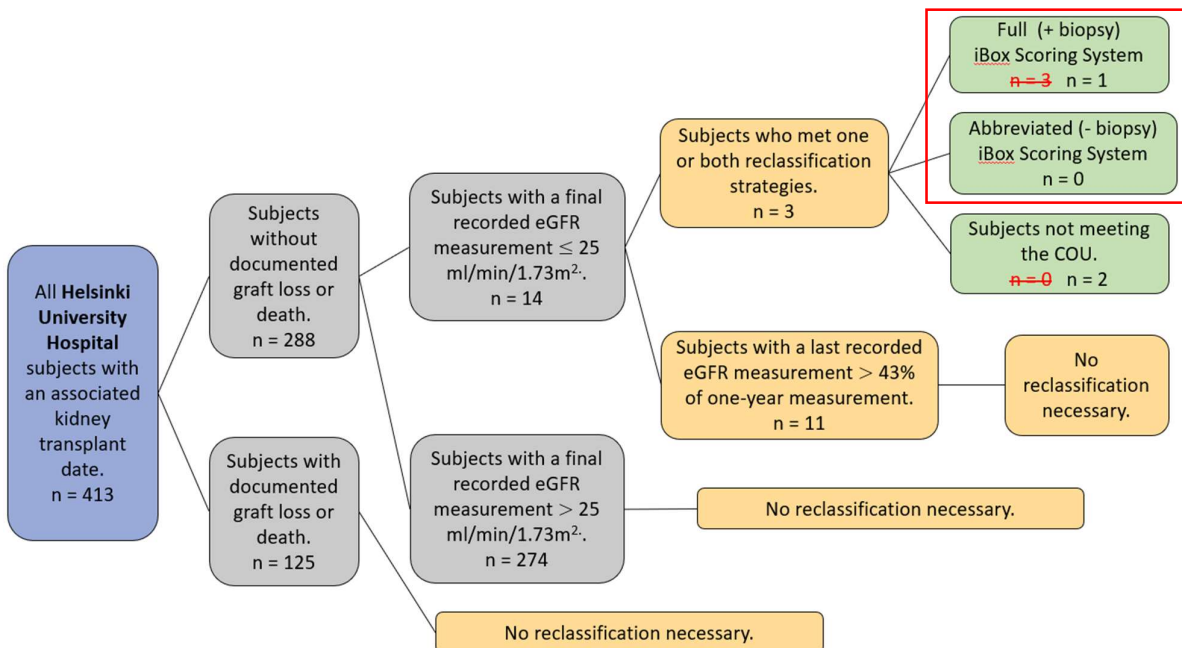 All Helsinki
University
Hospital
subjects with
an associated
kidney
transplant
date.
n = 413
Subjects
without
documented
graft loss or
death.
n = 288
Subjects with
documented
graft loss or
death.
n = 125
Subjects with a final
recorded eGFR
measurement ≤ 25
ml/min/1.73m²·.
n = 14
Subjects with a final
recorded eGFR
measurement > 25
ml/min/1.73m²·.
n = 274
No reclassification necessary.
Subjects who met one
or both reclassification
strategies.
n = 3
Subjects with a last recorded
eGFR measurement > 43%
of one-year measurement.
n = 11
No reclassification necessary.
Full (+ biopsy)
iBox Scoring System
n = 3 n = 1
Abbreviated (- biopsy)
iBox Scoring System
n = 0
Subjects not meeting
the COU.
n = 0 n = 2
No
reclassification
necessary.